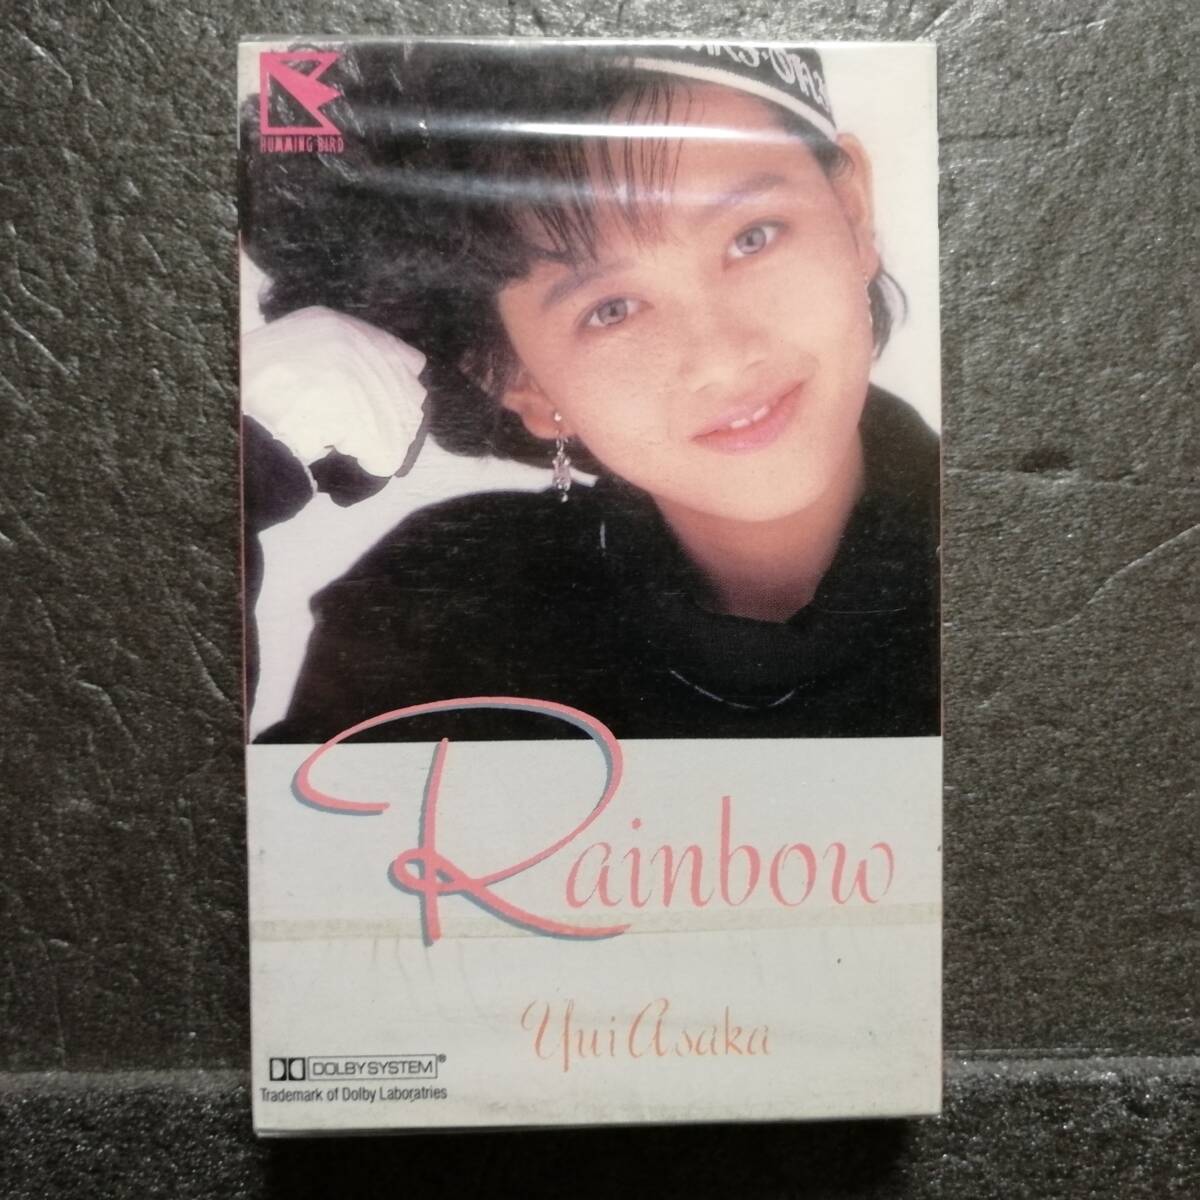 HUMMING BIRD
Rainbow
Yui Asaka
DOLBY SYSTEM®
Trademark of Dolby Laboratries